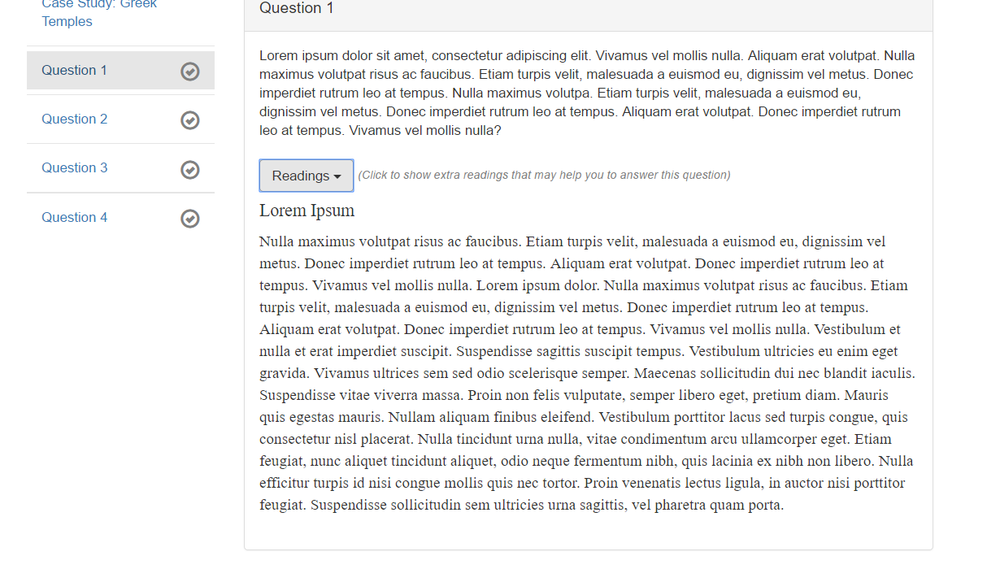 Case Study: Greek
Temples
Question 1
Question 2
Question 3
Question 4
Question 1
Lorem ipsum dolor sit amet, consectetur adipiscing elit. Vivamus vel mollis nulla. Aliquam erat volutpat. Nulla
maximus volutpat risus ac faucibus. Etiam turpis velit, malesuada a euismod eu, dignissim vel metus. Donec
imperdiet rutrum leo at tempus. Nulla maximus volutpa. Etiam turpis velit, malesuada a euismod eu,
dignissim vel metus. Donec imperdiet rutrum leo at tempus. Aliquam erat volutpat. Donec imperdiet rutrum
leo at tempus. Vivamus vel mollis nulla?
Readings (Click to show extra readings that may help you to answer this question)
Lorem Ipsum
Nulla maximus volutpat risus ac faucibus. Etiam turpis velit, malesuada a euismod eu, dignissim vel
metus. Donec imperdiet rutrum leo at tempus. Aliquam erat volutpat. Donec imperdiet rutrum leo at
tempus. Vivamus vel mollis nulla. Lorem ipsum dolor. Nulla maximus volutpat risus ac faucibus. Etiam
turpis velit, malesuada a euismod eu, dignissim vel metus. Donec imperdiet rutrum leo at tempus.
Aliquam erat volutpat. Donec imperdiet rutrum leo at tempus. Vivamus vel mollis nulla. Vestibulum et
nulla et erat imperdiet suscipit. Suspendisse sagittis suscipit tempus. Vestibulum ultricies eu enim eget
gravida. Vivamus ultrices sem sed odio scelerisque semper. Maecenas sollicitudin dui nec blandit iaculis.
Suspendisse vitae viverra massa. Proin non felis vulputate, semper libero eget, pretium diam. Mauris
quis egestas mauris. Nullam aliquam finibus eleifend. Vestibulum porttitor lacus sed turpis congue, quis
consectetur nisl placerat. Nulla tincidunt urna nulla, vitae condimentum arcu ullamcorper eget. Etiam
feugiat, nunc aliquet tincidunt aliquet, odio neque fermentum nibh, quis lacinia ex nibh non libero. Nulla
efficitur turpis id nisi congue mollis quis nec tortor. Proin venenatis lectus ligula, in auctor nisi porttitor
feugiat. Suspendisse sollicitudin sem ultricies urna sagittis, vel pharetra quam porta.